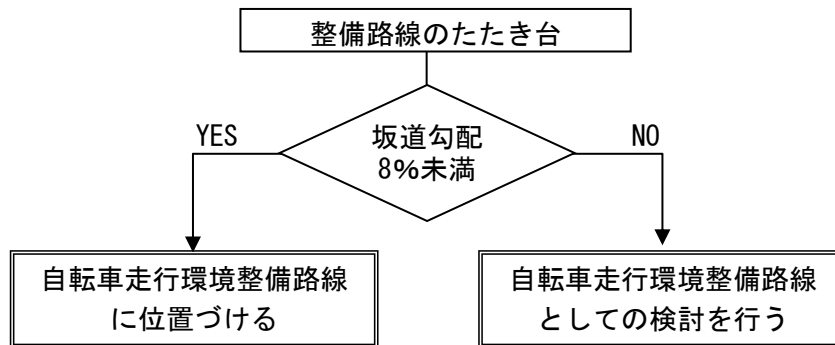 整備路線のたたき台
YES
坂道勾配
8%未満
NO
自転車走行環境整備路線
に位置づける
自転車走行環境整備路線
としての検討を行う